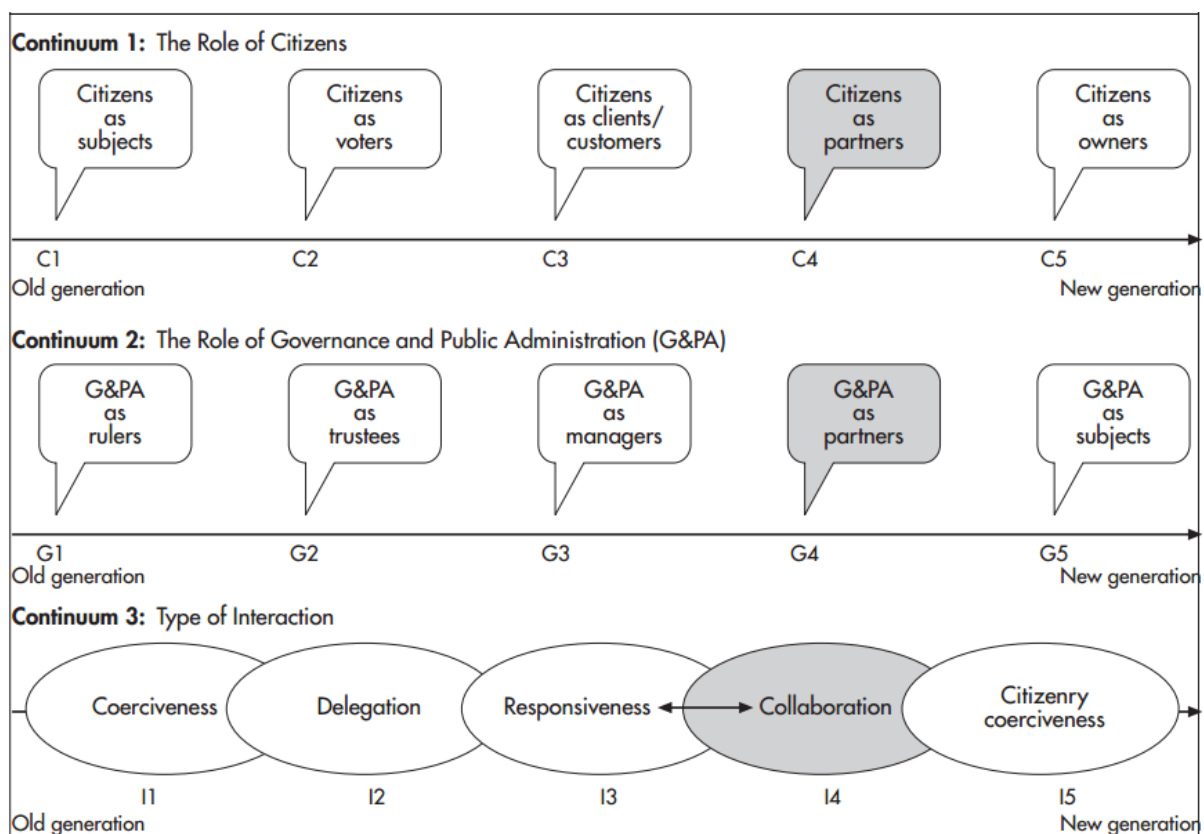 Continuum 1: The Role of Citizens
Citizens
as
subjects
Citizens
as
voters
Citizens
as clients/
customers
Citizens
as
partners
Citizens
as
owners
C1
C2
C3
C4
C5
Old generation
New generation
Continuum 2: The Role of Governance and Public Administration (G&PA)
G&PA
as
rulers
G&PA
as
trustees
G&PA
as
managers
G&PA
as
partners
G&PA
as
subjects
G1
G2
G3
G4
G5
Old generation
New generation
Continuum 3: Type of Interaction
Coerciveness
Delegation
Responsiveness
Collaboration
Citizenry
coerciveness
I1
I2
I3
I4
I5
Old generation
New generation